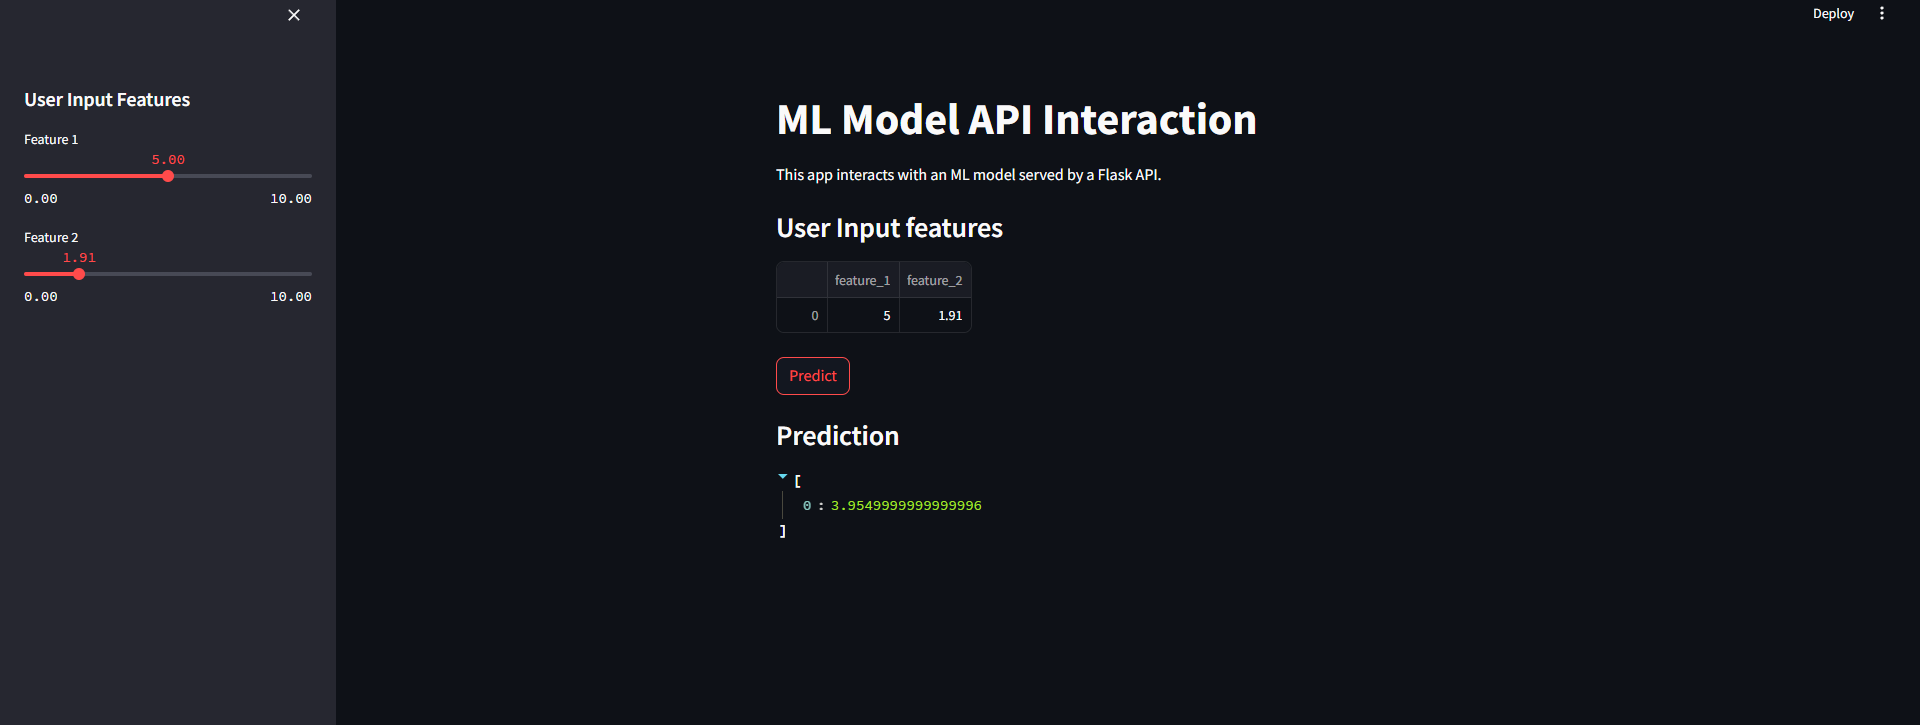 Deploy
User Input Features
Feature 1
5.00
0.00 10.00
Feature 2
1.91
0.00 10.00
ML Model API Interaction
This app interacts with an ML model served by a Flask API.
User Input features
feature_1 feature_2
0 5 1.91
Predict
Prediction
[
0 : 3.9549999999999996
]